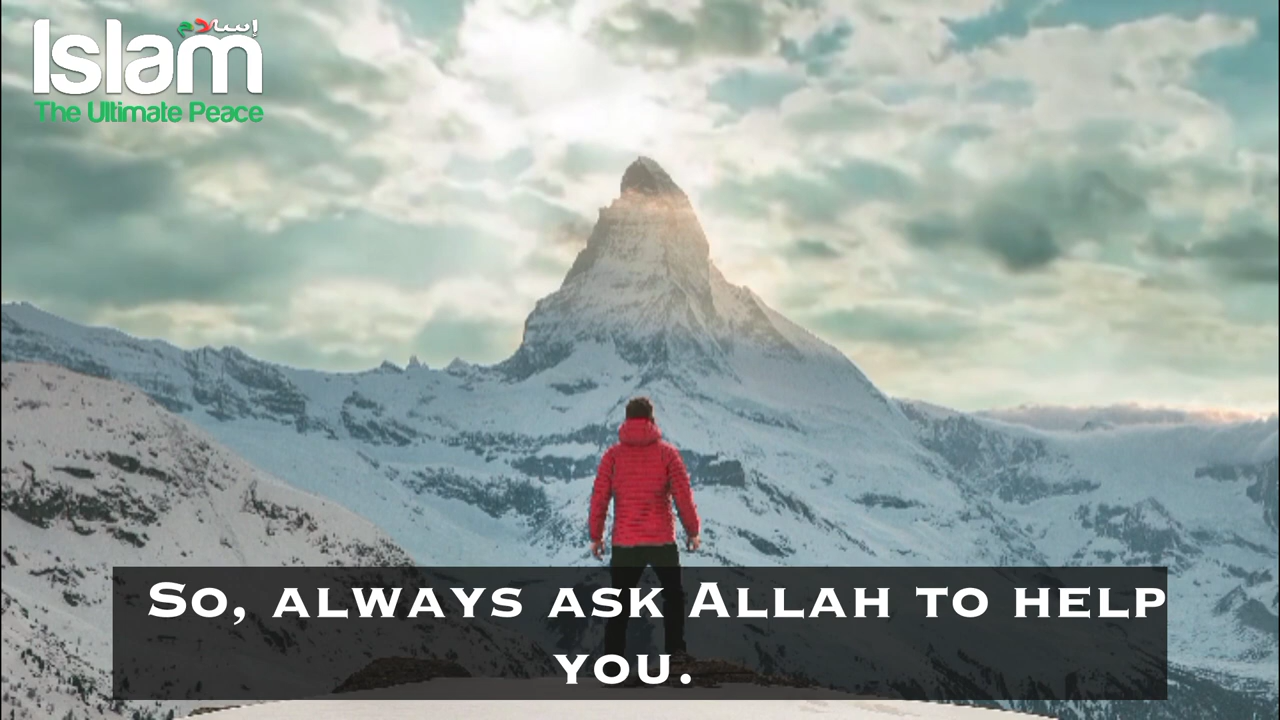 إسلام
Islam
The Ultimate Peace
So, always ask Allah to help
you.